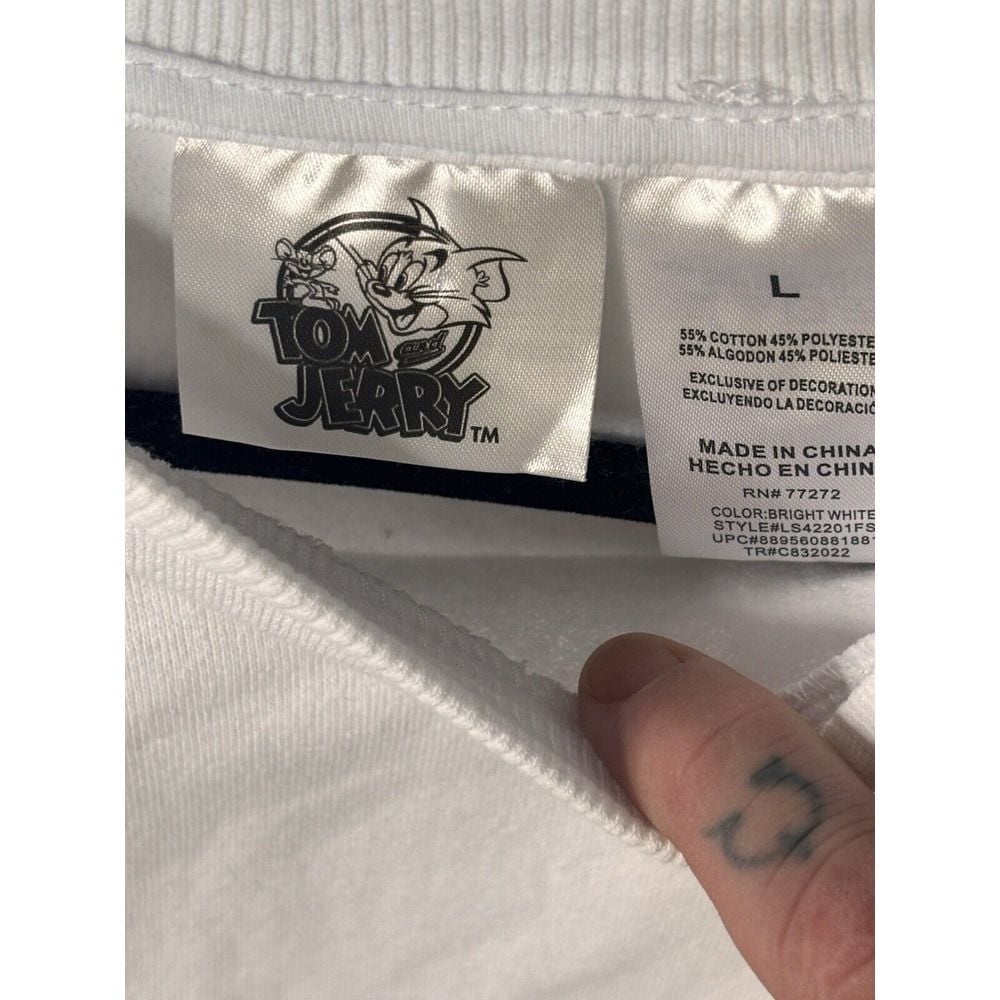 TOM
and
JERRY
TM
L
55% COTTON 45% POLYESTE
55% ALGODON 45% POLIESTE
EXCLUSIVE OF DECORATION
EXCLUYENDO LA DECORACIÓ
MADE IN CHINA
HECHO EN CHIN
RN# 77272
COLOR:BRIGHT WHITE
STYLE#LS42201FS
UPC#889560881881
TR#C832022